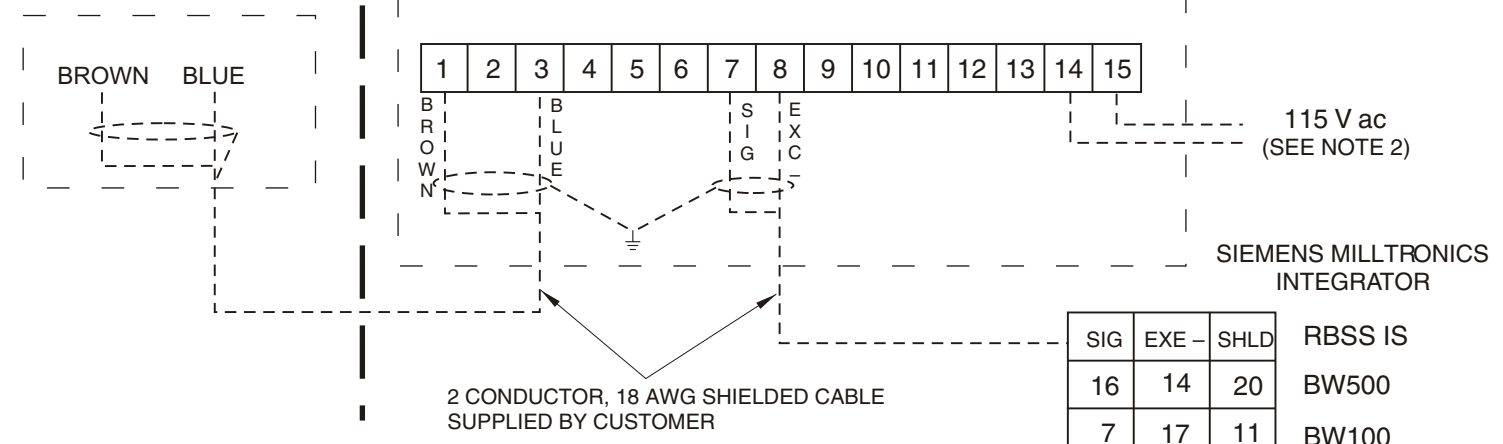 BROWN BLUE
1 2 3 4 5 6 7 8 9 10 11 12 13 14 15
BROWN
BLUE
SIG
EXC –
115 V ac
(SEE NOTE 2)
SIEMENS MILLTRONICS
INTEGRATOR
SIG EXE – SHLD RBSS IS
16 14 20 BW500
7 17 11 BW100
2 CONDUCTOR, 18 AWG SHIELDED CABLE
SUPPLIED BY CUSTOMER